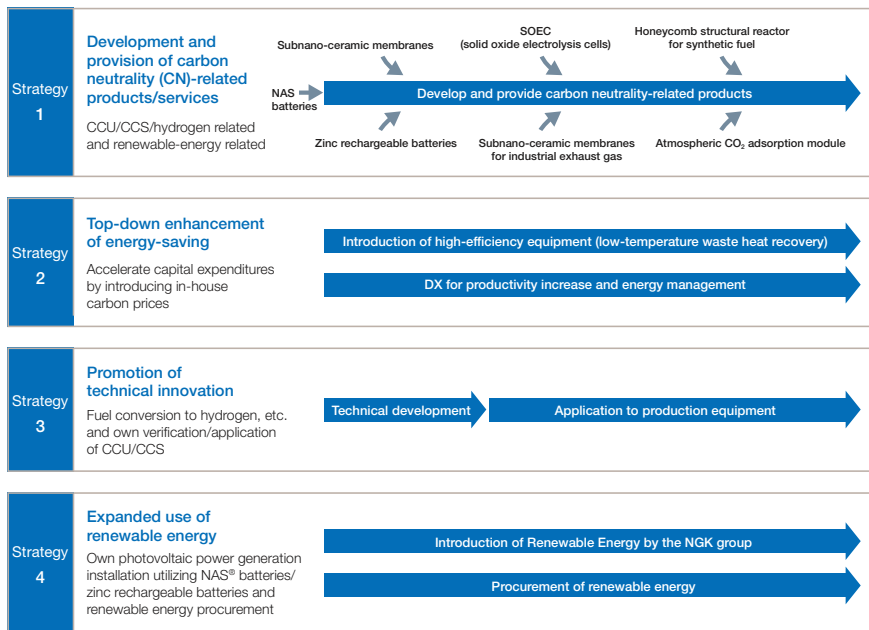 Strategy
1
Development and
provision of carbon
neutrality (CN)-related
products/services
CCU/CCS/hydrogen related
and renewable-energy related
Subnano-ceramic membranes
SOEC
(solid oxide electrolysis cells)
Honeycomb structural reactor
for synthetic fuel
NAS
batteries
Develop and provide carbon neutrality-related products
Zinc rechargeable batteries
Subnano-ceramic membranes
for industrial exhaust gas
Atmospheric CO₂ adsorption module
Strategy
2
Top-down enhancement
of energy-saving
Accelerate capital expenditures
by introducing in-house
carbon prices
Introduction of high-efficiency equipment (low-temperature waste heat recovery)
DX for productivity increase and energy management
Strategy
3
Promotion of
technical innovation
Fuel conversion to hydrogen, etc.
and own verification/application
of CCU/CCS
Technical development
Application to production equipment
Strategy
4
Expanded use of
renewable energy
Own photovoltaic power generation
installation utilizing NAS® batteries/
zinc rechargeable batteries and
renewable energy procurement
Introduction of Renewable Energy by the NGK group
Procurement of renewable energy